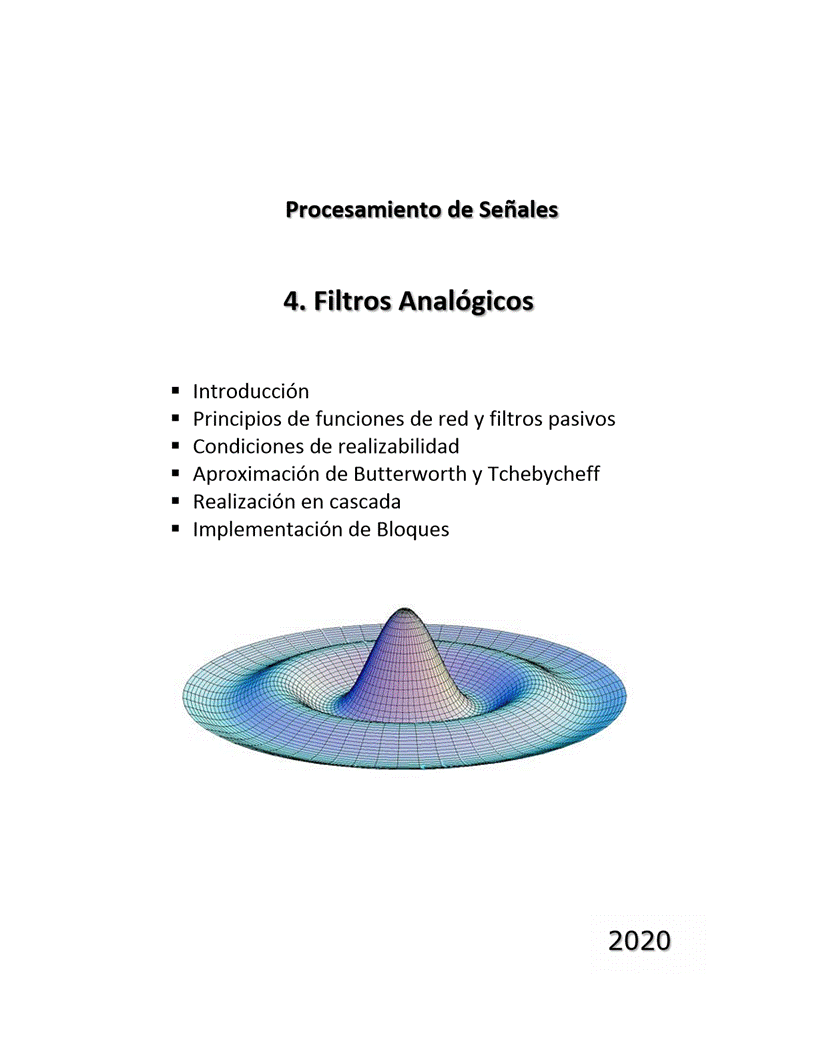 Procesamiento de Señales
4. Filtros Analógicos
▪ Introducción
▪ Principios de funciones de red y filtros pasivos
▪ Condiciones de realizabilidad
▪ Aproximación de Butterworth y Tchebycheff
▪ Realización en cascada
▪ Implementación de Bloques
2020